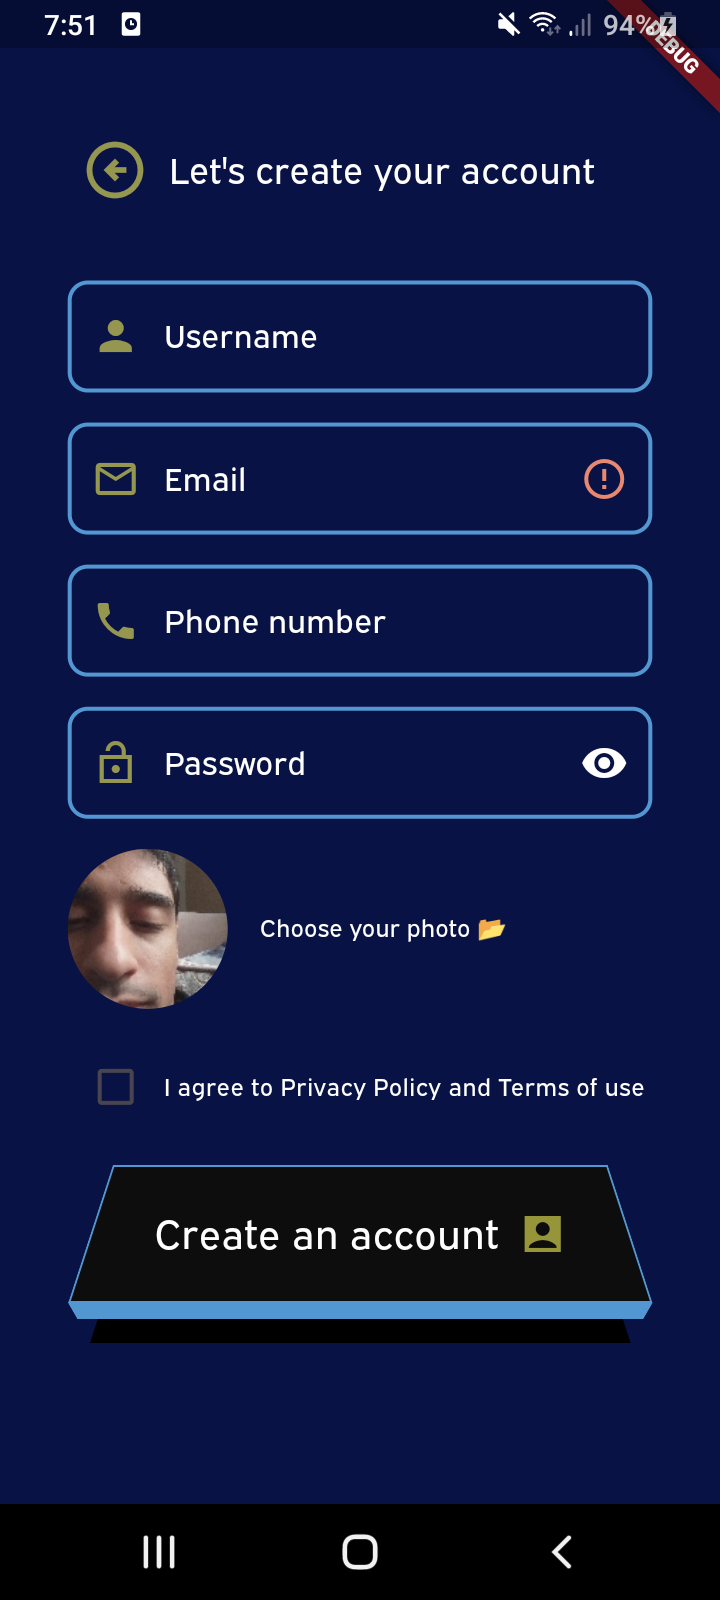 7:51
94%
DEBUG
Let's create your account
Username
Email
Phone number
Password
Choose your photo 📂
I agree to Privacy Policy and Terms of use
Create an account